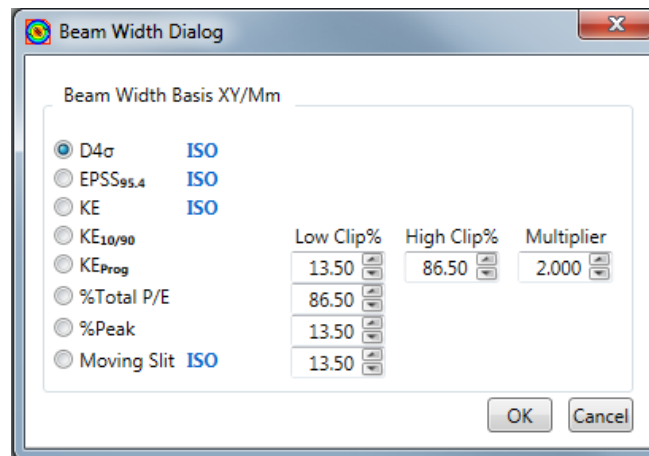 Beam Width Dialog
Beam Width Basis XY/Mm
D4σ ISO
EPSS95.4 ISO
KE ISO
KE10/90 Low Clip% High Clip% Multiplier
KEProg 13.50 86.50 2.000
%Total P/E 86.50
%Peak 13.50
Moving Slit ISO 13.50
OK Cancel